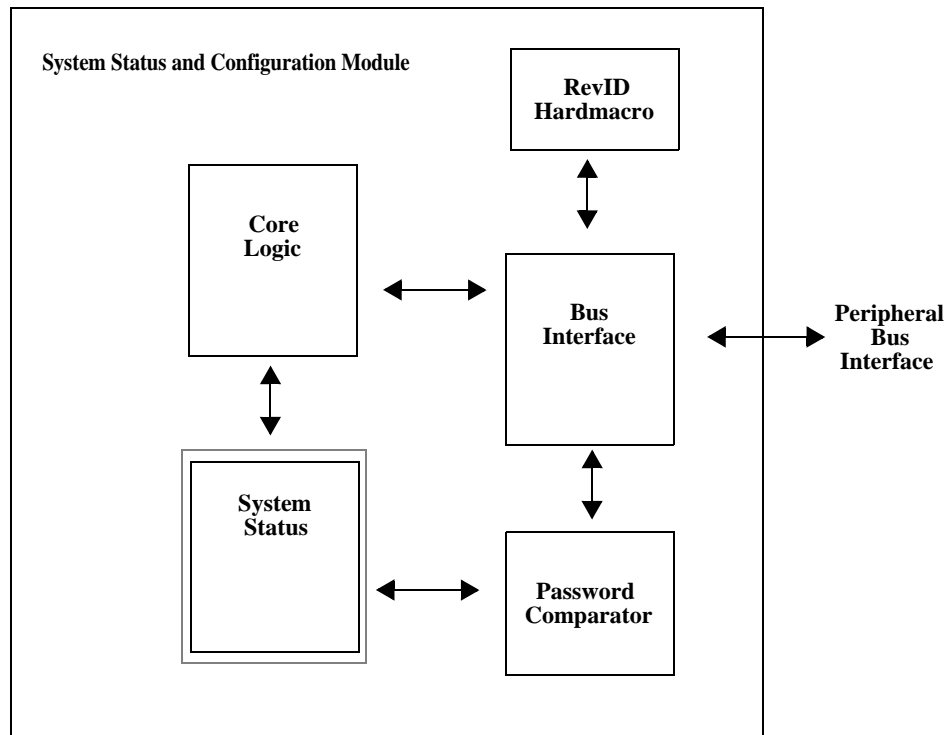 System Status and Configuration Module
RevID
Hardmacro
Core
Logic
Bus
Interface
Peripheral
Bus
Interface
System
Status
Password
Comparator